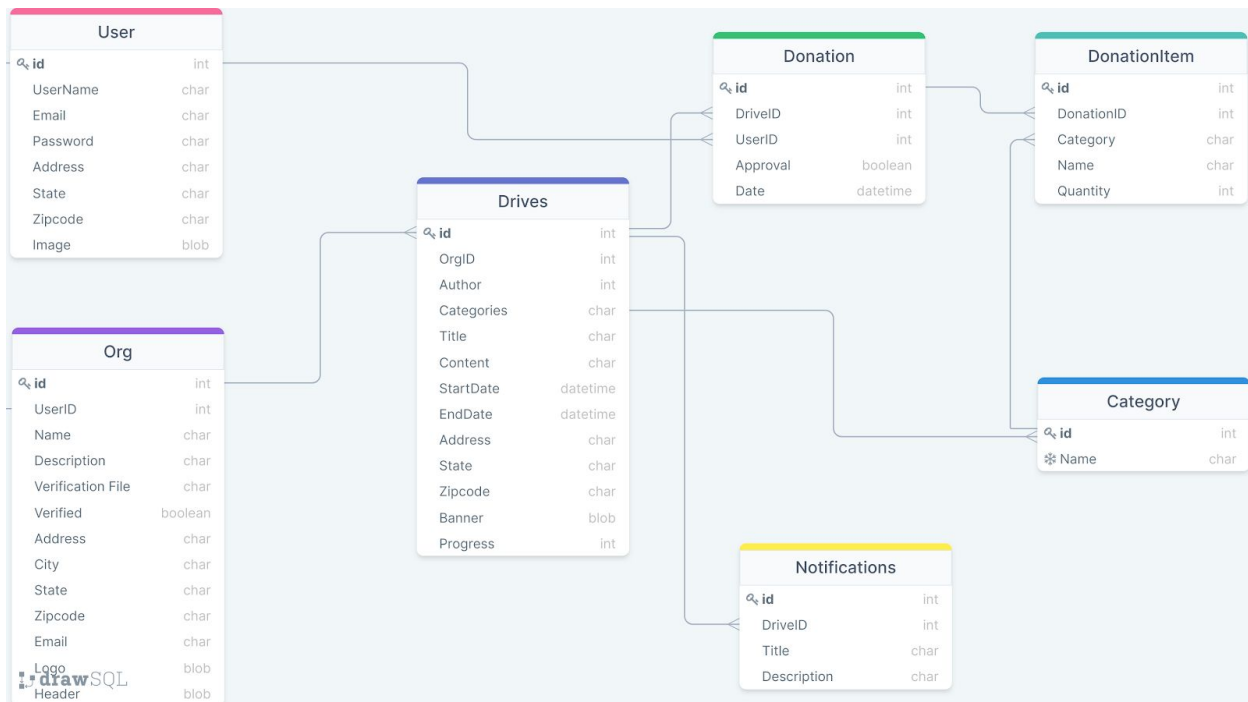 User
id int
UserName char
Email char
Password char
Address char
State char
Zipcode char
Image blob
Org
id int
UserID int
Name char
Description char
Verification File char
Verified boolean
Address char
City char
State char
Zipcode char
Email char
Logo blob
Header blob
drawSQL
Drives
id int
OrgID int
Author int
Categories char
Title char
Content char
StartDate datetime
EndDate datetime
Address char
State char
Zipcode char
Banner blob
Progress int
Donation
id int
DriveID int
UserID int
Approval boolean
Date datetime
DonationItem
id int
DonationID int
Category char
Name char
Quantity int
Category
id int
Name char
Notifications
id int
DriveID int
Title char
Description char